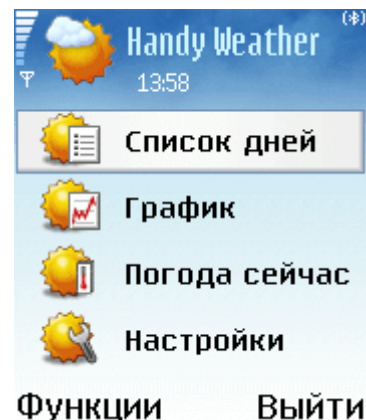 Handy Weather
13:58
Список дней
График
Погода сейчас
Настройки
Функции Выйти